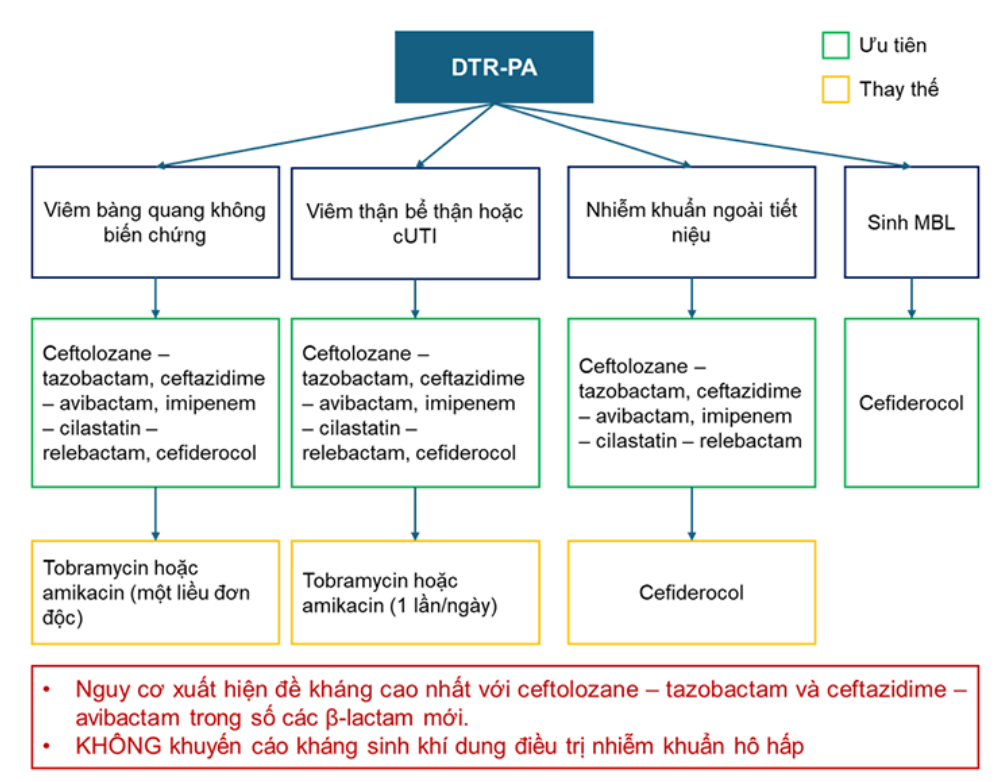 DTR-PA
Ưu tiên
Thay thế
Viêm bàng quang không
biến chứng
Viêm thận bể thận hoặc
cUTI
Nhiễm khuẩn ngoài tiết
niệu
Sinh MBL
Ceftolozane –
tazobactam, ceftazidime
– avibactam, imipenem
– cilastatin –
relebactam, cefiderocol
Ceftolozane –
tazobactam, ceftazidime
– avibactam, imipenem
– cilastatin –
relebactam, cefiderocol
Ceftolozane –
tazobactam, ceftazidime
– avibactam, imipenem
– cilastatin – relebactam
Cefiderocol
Tobramycin hoặc
amikacin (một liều đơn
độc)
Tobramycin hoặc
amikacin (1 lần/ngày)
Cefiderocol
• Nguy cơ xuất hiện đề kháng cao nhất với ceftolozane – tazobactam và ceftazidime –
avibactam trong số các β-lactam mới.
• KHÔNG khuyến cáo kháng sinh khí dung điều trị nhiễm khuẩn hô hấp